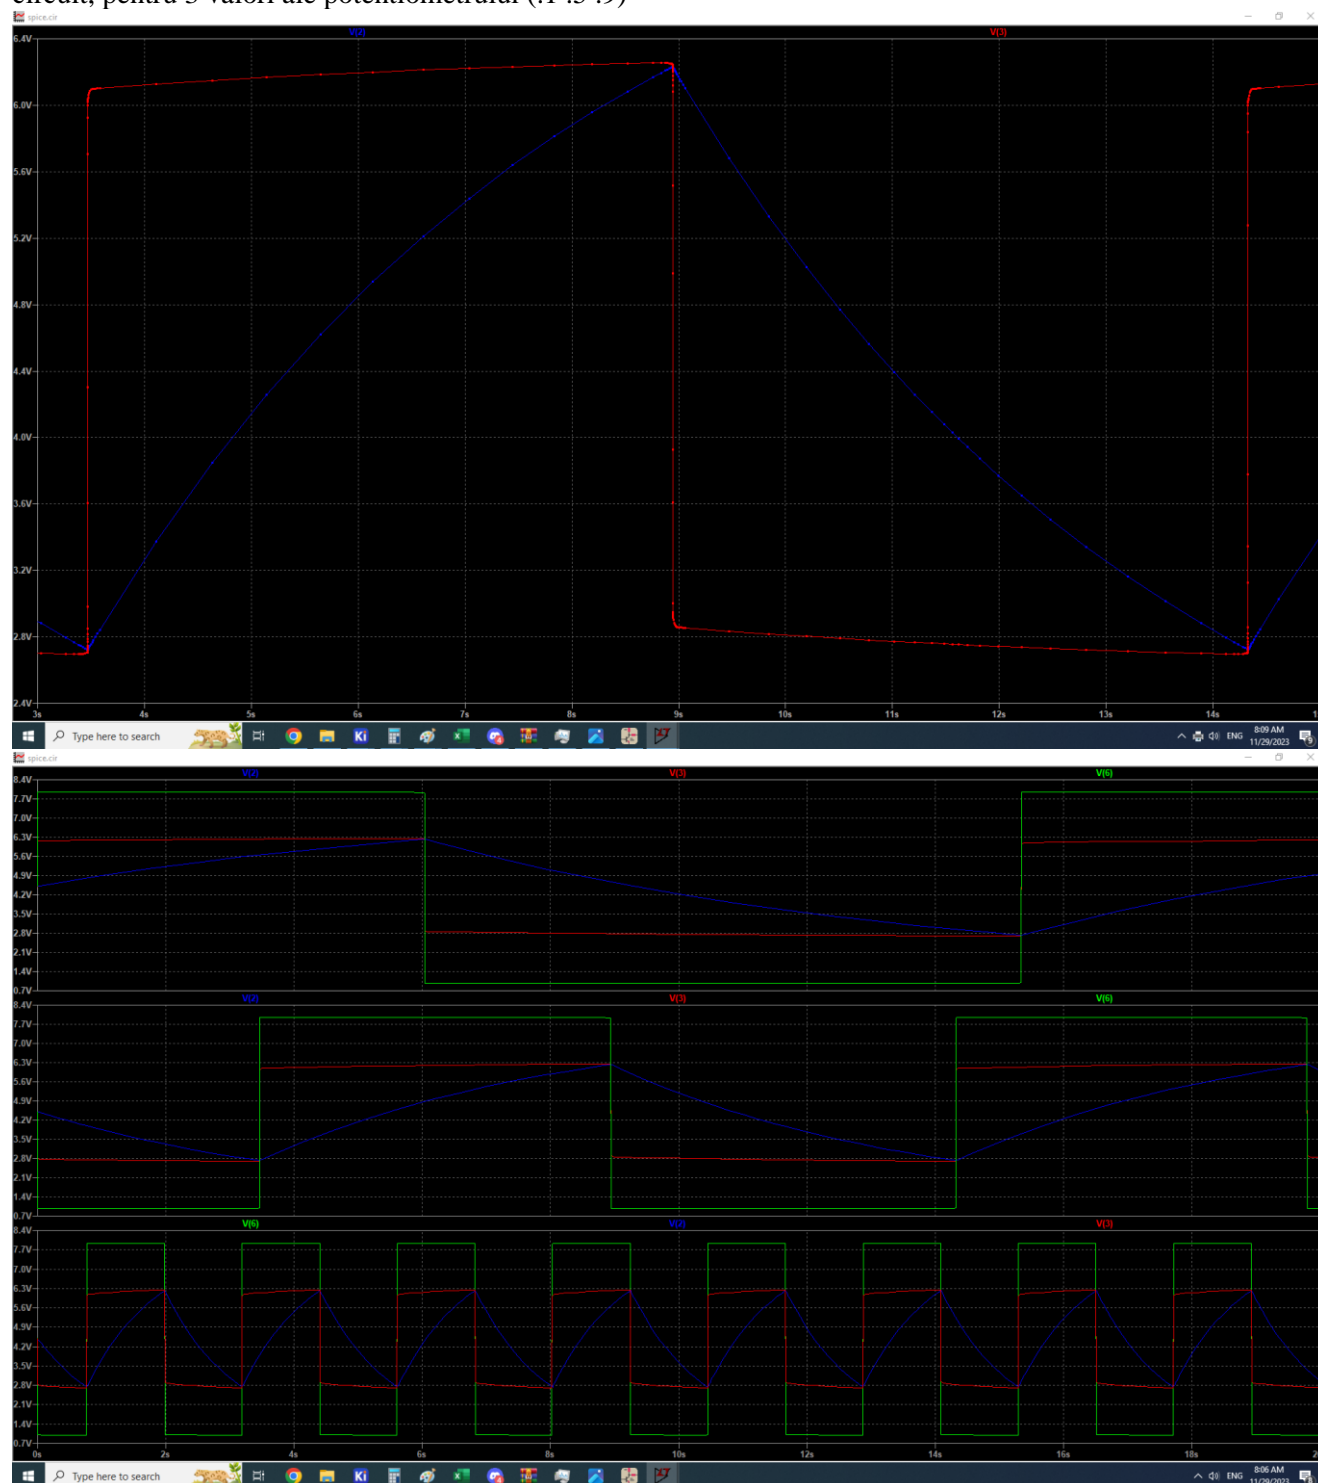 circuit, pentru 3 valori ale potentiometrului (.1 .5 .9)
spice.cir
V(2) V(3)
6.4V
6.0V
5.6V
5.2V
4.8V
4.4V
4.0V
3.6V
3.2V
2.8V
2.4V
3s 4s 5s 6s 7s 8s 9s 10s 11s 12s 13s 14s
Type here to search
ENG 8:09 AM
11/29/2023
spice.cir
V(2) V(3) V(6)
8.4V
7.7V
7.0V
6.3V
5.6V
4.9V
4.2V
3.5V
2.8V
2.1V
1.4V
0.7V
V(2) V(3) V(6)
8.4V
7.7V
7.0V
6.3V
5.6V
4.9V
4.2V
3.5V
2.8V
2.1V
1.4V
0.7V
V(6) V(2) V(3)
8.4V
7.7V
7.0V
6.3V
5.6V
4.9V
4.2V
3.5V
2.8V
2.1V
1.4V
0.7V
0s 2s 4s 6s 8s 10s 12s 14s 16s 18s
Type here to search
ENG 8:06 AM
11/29/2023